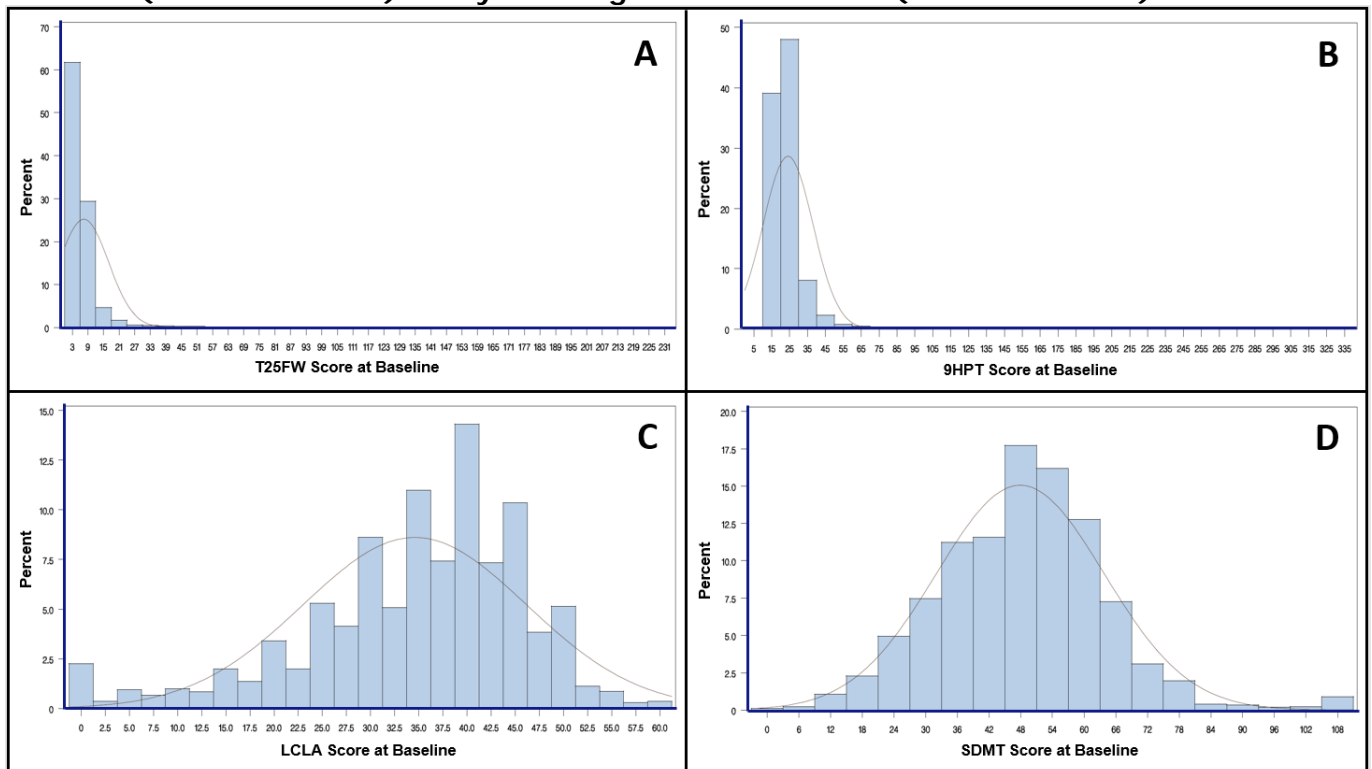 A
70
60
50
40
30
20
10
0
Percent
3 9 15 21 27 33 39 45 51 57 63 69 75 81 87 93 99 105 111 117 123 129 135 141 147 153 159 165 171 177 183 189 195 201 207 213 219 225 231
T25FW Score at Baseline
B
50
40
30
20
10
0
Percent
5 15 25 35 45 55 65 75 85 95 105 115 125 135 145 155 165 175 185 195 205 215 225 235 245 255 265 275 285 295 305 315 325 335
9HPT Score at Baseline
C
15.0
12.5
10.0
7.5
5.0
2.5
0
Percent
0 2.5 5.0 7.5 10.0 12.5 15.0 17.5 20.0 22.5 25.0 27.5 30.0 32.5 35.0 37.5 40.0 42.5 45.0 47.5 50.0 52.5 55.0 57.5 60.0
LCLA Score at Baseline
D
20.0
17.5
15.0
12.5
10.0
7.5
5.0
2.5
0
Percent
0 6 12 18 24 30 36 42 48 54 60 66 72 78 84 90 96 102 108
SDMT Score at Baseline